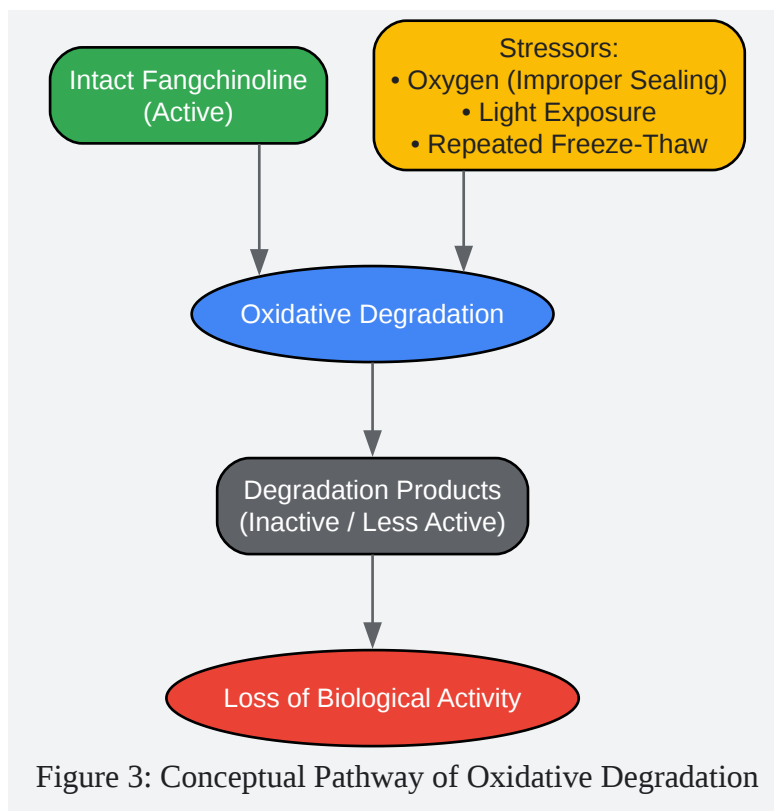 Intact Fangchinoline
(Active)
Stressors:
• Oxygen (Improper Sealing)
• Light Exposure
• Repeated Freeze-Thaw
Oxidative Degradation
Degradation Products
(Inactive / Less Active)
Loss of Biological Activity
Figure 3: Conceptual Pathway of Oxidative Degradation